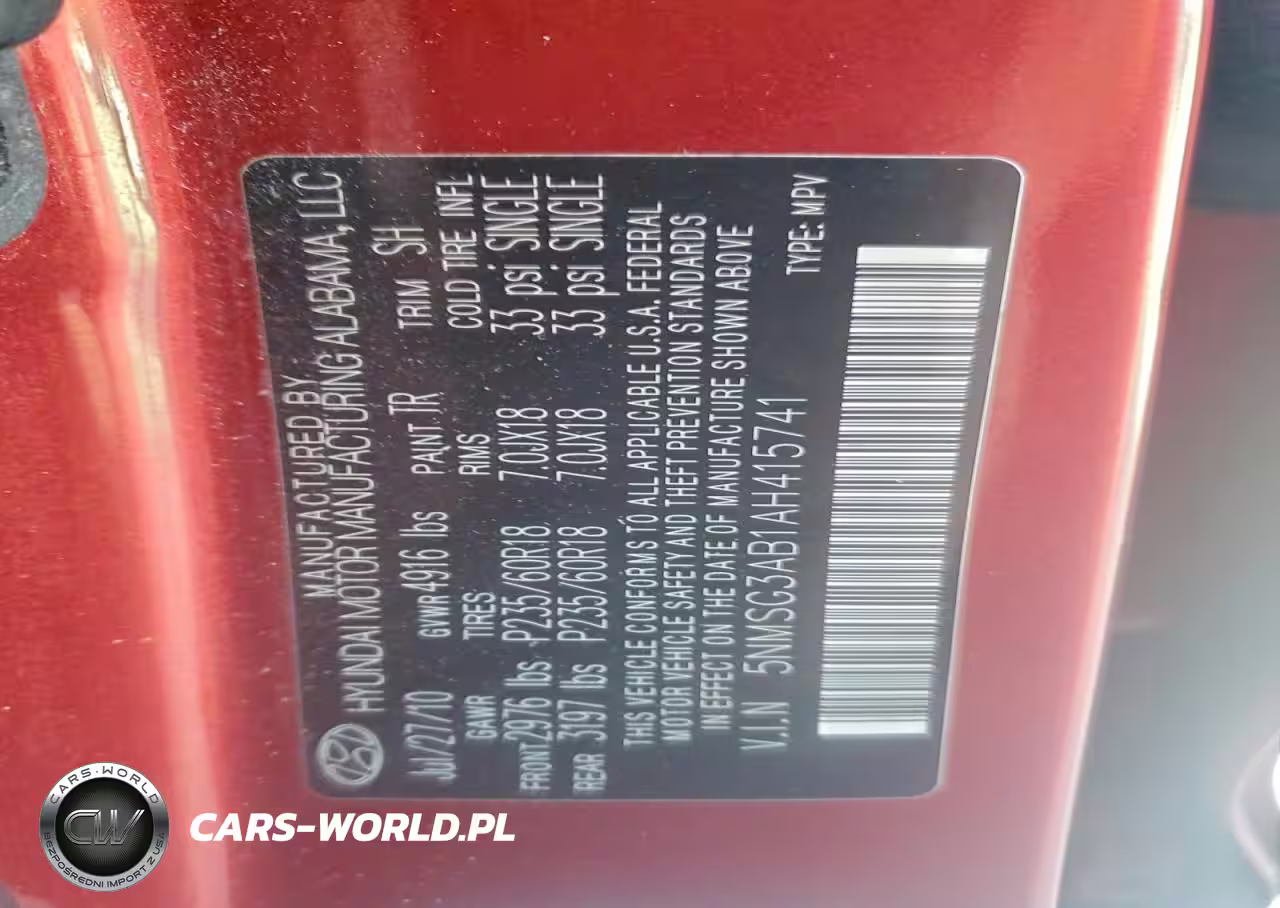 MANUFACTURED BY
HYUNDAI MOTOR MANUFACTURING ALABAMA, LLC
Jul/27/10 GVWR 4916 lbs PAINT TR TRIM SH
GAWR TIRES RIMS COLD TIRE INFL
FRONT 2976 lbs P235/60R18 7.0JX18 33 psi SINGLE
REAR 3197 lbs P235/60R18 7.0JX18 33 psi SINGLE
THIS VEHICLE CONFORMS TO ALL APPLICABLE U.S.A. FEDERAL
MOTOR VEHICLE SAFETY AND THEFT PREVENTION STANDARDS
IN EFFECT ON THE DATE OF MANUFACTURE SHOWN ABOVE
V.I.N 5NMSG3AB1AH415741 TYPE: MPV
CARS-WORLD
CW
BEZPOŚREDNI IMPORT Z USA
CARS-WORLD.PL